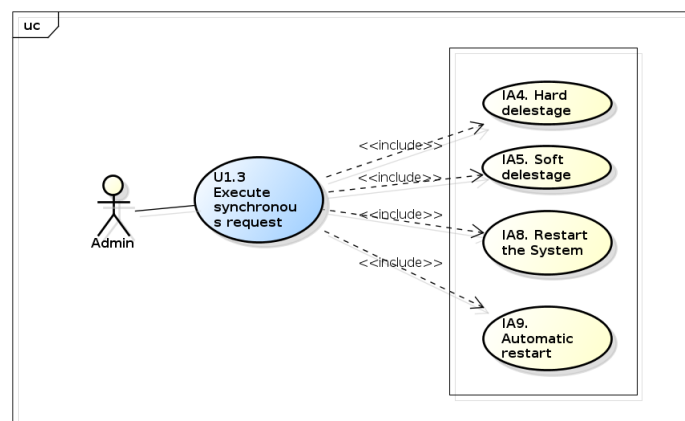 uc
IA4. Hard
delestage
<<include>>
IA5. Soft
delestage
<<include>>
U1.3
Execute
synchronou
s request
<<include>>
IA8. Restart
the System
Admin
<<include>>
IA9.
Automatic
restart